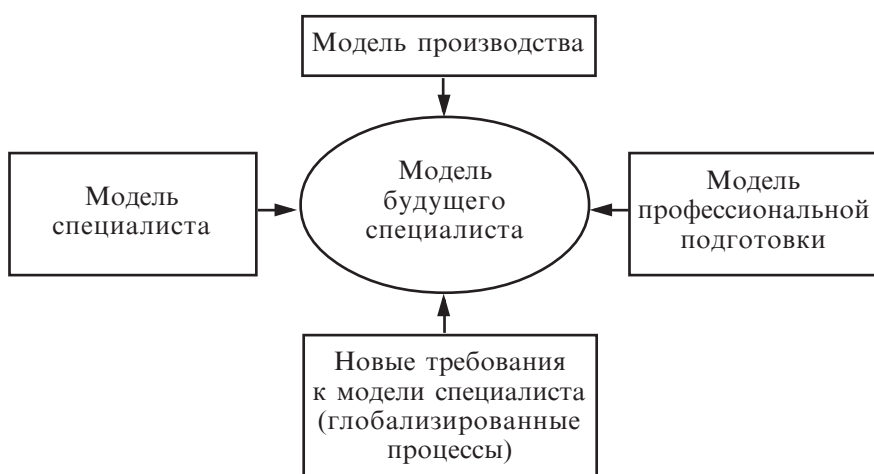 Модель производства
Модель
специалиста
Модель
будущего
специалиста
Модель
профессиональной
подготовки
Новые требования
к модели специалиста
(глобализированные
процессы)